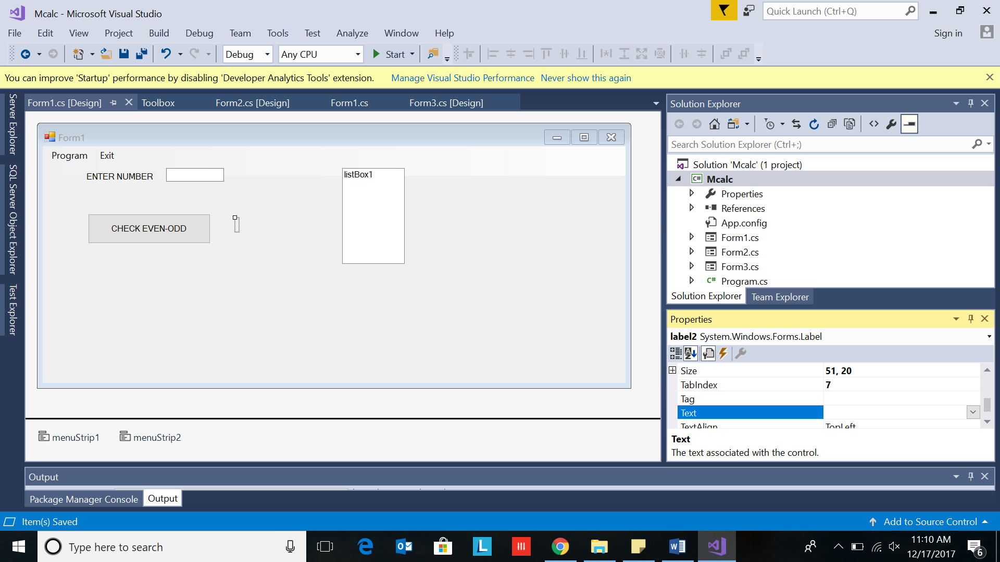 Mcalc - Microsoft Visual Studio
Quick Launch (Ctrl+Q)
File Edit View Project Build Debug Team Tools Test Analyze Window Help
Sign in
Debug Any CPU Start
You can improve 'Startup' performance by disabling 'Developer Analytics Tools' extension. Manage Visual Studio Performance Never show this again
Server Explorer
SQL Server Object Explorer
Test Explorer
Form1.cs [Design] Toolbox Form2.cs [Design] Form1.cs Form3.cs [Design]
Form1
Program Exit
ENTER NUMBER
listBox1
CHECK EVEN-ODD
menuStrip1 menuStrip2
Solution Explorer
Search Solution Explorer (Ctrl+;)
Solution 'Mcalc' (1 project)
C# Mcalc
Properties
References
App.config
Form1.cs
Form2.cs
Form3.cs
C# Program.cs
Solution Explorer Team Explorer
Properties
label2 System.Windows.Forms.Label
Size 51, 20
TabIndex 7
Tag
Text
TextAlign TopLeft
Text
The text associated with the control.
Output
Package Manager Console Output
Item(s) Saved
Add to Source Control
Type here to search
11:10 AM
12/17/2017
6